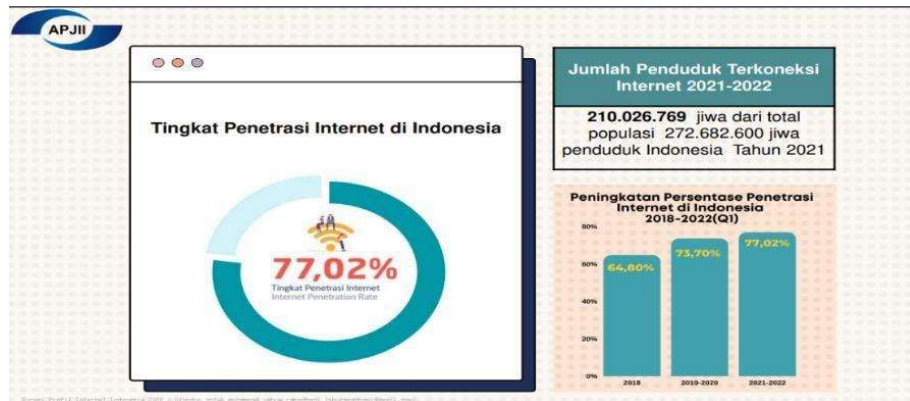 APJII
Tingkat Penetrasi Internet di Indonesia
77,02%
Tingkat Penetrasi Internet
Internet Penetration Rate
Jumlah Penduduk Terkoneksi
Internet 2021-2022
210.026.769 jiwa dari total
populasi 272.682.600 jiwa
penduduk Indonesia Tahun 2021
Peningkatan Persentase Penetrasi
Internet di Indonesia
2018-2022(Q1)
80%
60%
40%
20%
0%
64,80%
73,70%
77,02%
2018
2019-2020
2021-2022